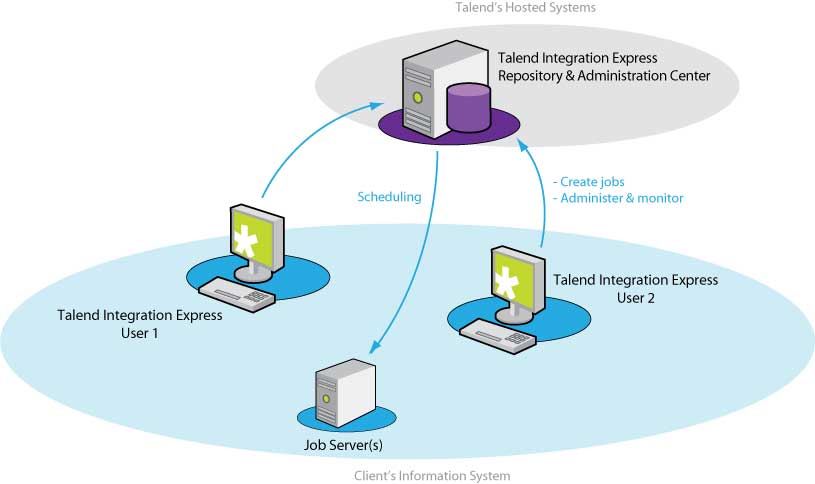 Talend's Hosted Systems
Talend Integration Express
Repository & Administration Center
Scheduling
- Create jobs
- Administer & monitor
Talend Integration Express
User 1
Talend Integration Express
User 2
Job Server(s)
Client's Information System